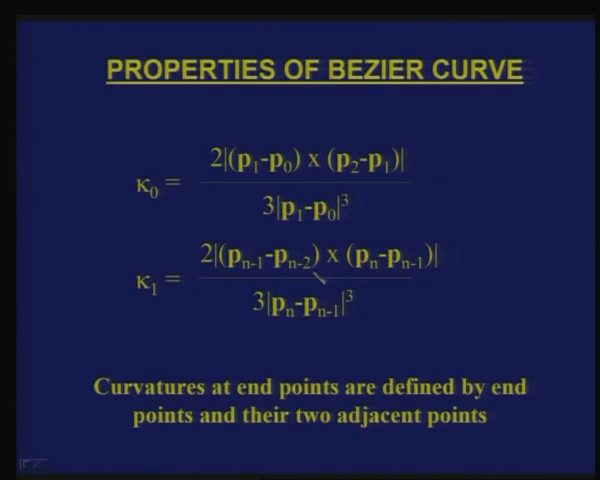 PROPERTIES OF BEZIER CURVE
κ₀ = 2|(p₁-p₀) x (p₂-p₁)| / 3|p₁-p₀|³
κ₁ = 2|(pₙ₋₁-pₙ₋₂) x (pₙ-pₙ₋₁)| / 3|pₙ-pₙ₋₁|³
Curvatures at end points are defined by end
points and their two adjacent points